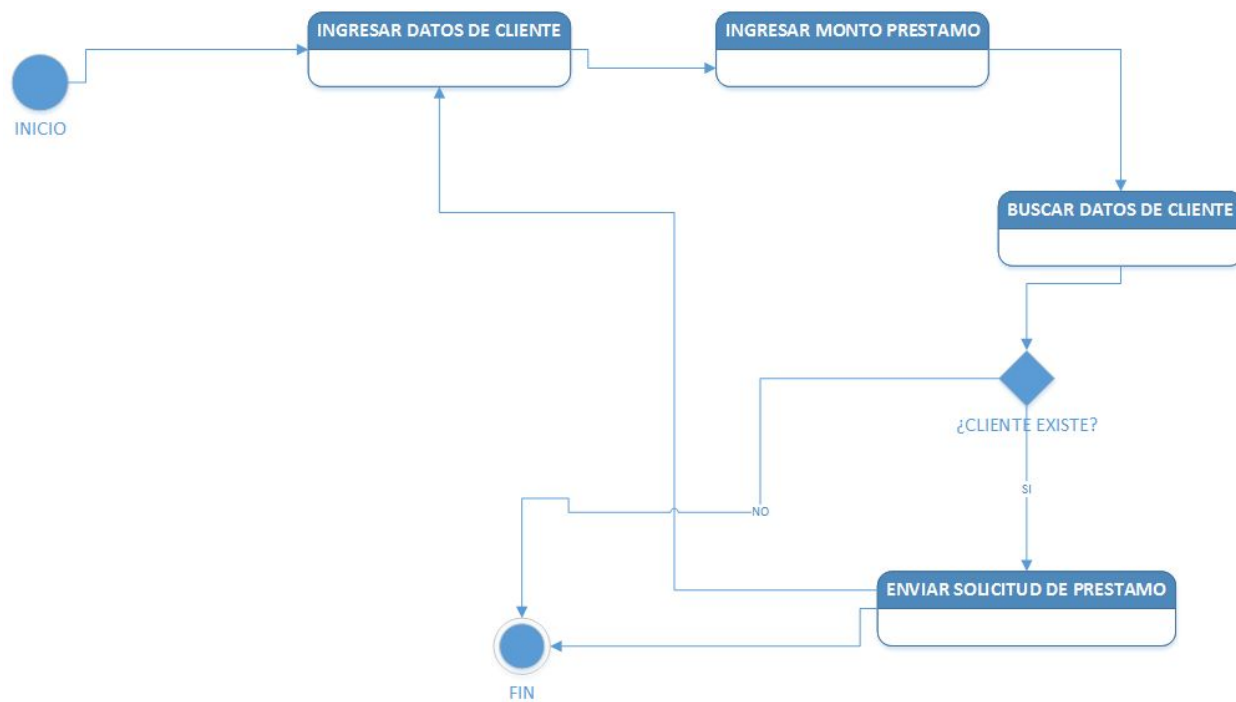 INGRESAR DATOS DE CLIENTE
INGRESAR MONTO PRESTAMO
INICIO
BUSCAR DATOS DE CLIENTE
¿CLIENTE EXISTE?
SI
NO
ENVIAR SOLICITUD DE PRESTAMO
FIN